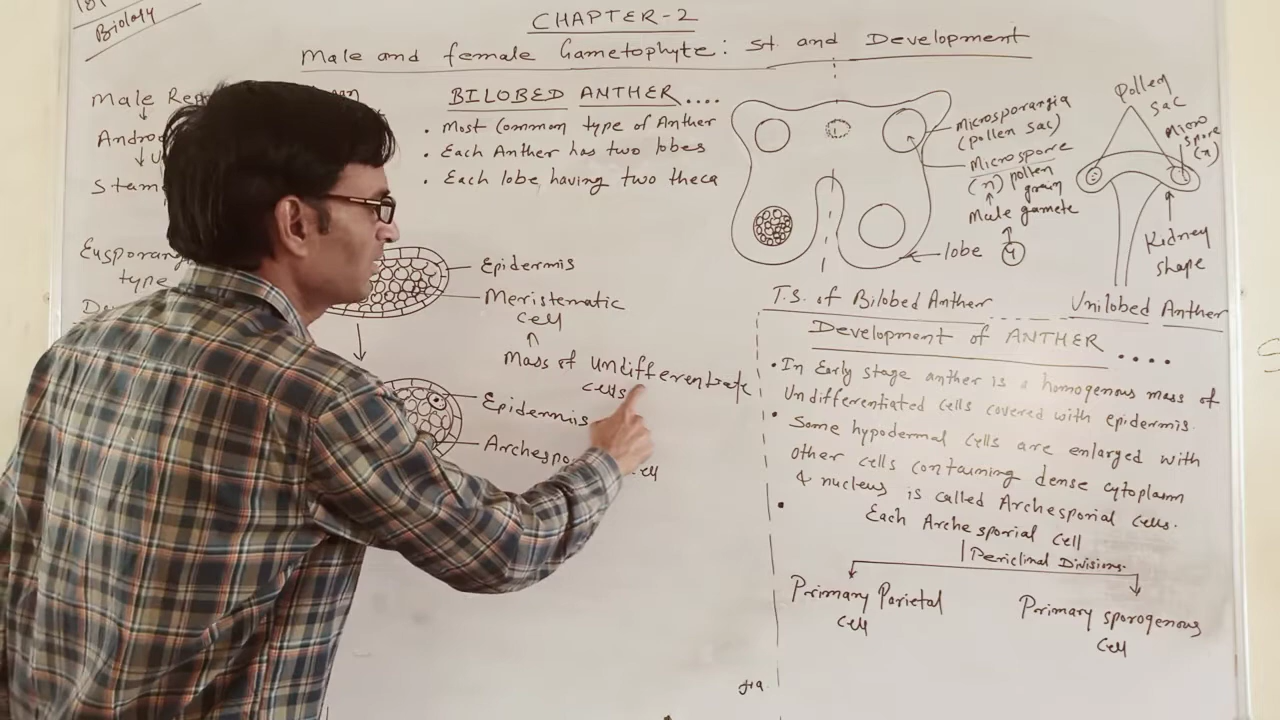 Biology
CHAPTER-2
Male and female Gametophyte: st. and Development
Male Rep
Andro
Stam
Eusporang
type
De
BILOBED ANTHER....
• Most Common type of Anther
• Each Anther has two lobes
• Each lobe having two theca
Epidermis
Meristematic
cell
Mass of undifferentiate
cells
Epidermis
Archespo
cell
Microsporangia
(pollen sac)
Microspore
(n) pollen
grain
Male gamete
lobe
T.S. of Bilobed Anther
Pollen
sac
Micro
spore
(n)
Kidney
shape
Unilobed Anther
Development of ANTHER ....
• In Early stage anther is a homogenous mass of
undifferentiated cells covered with epidermis.
• Some hypodermal cells are enlarged with
other cells containing dense cytoplasm
& nucleus is called Archesporial cells.
• Each Archesporial cell
Periclinal Divisions.
Primary Parietal
cell
Primary sporogenous
cell